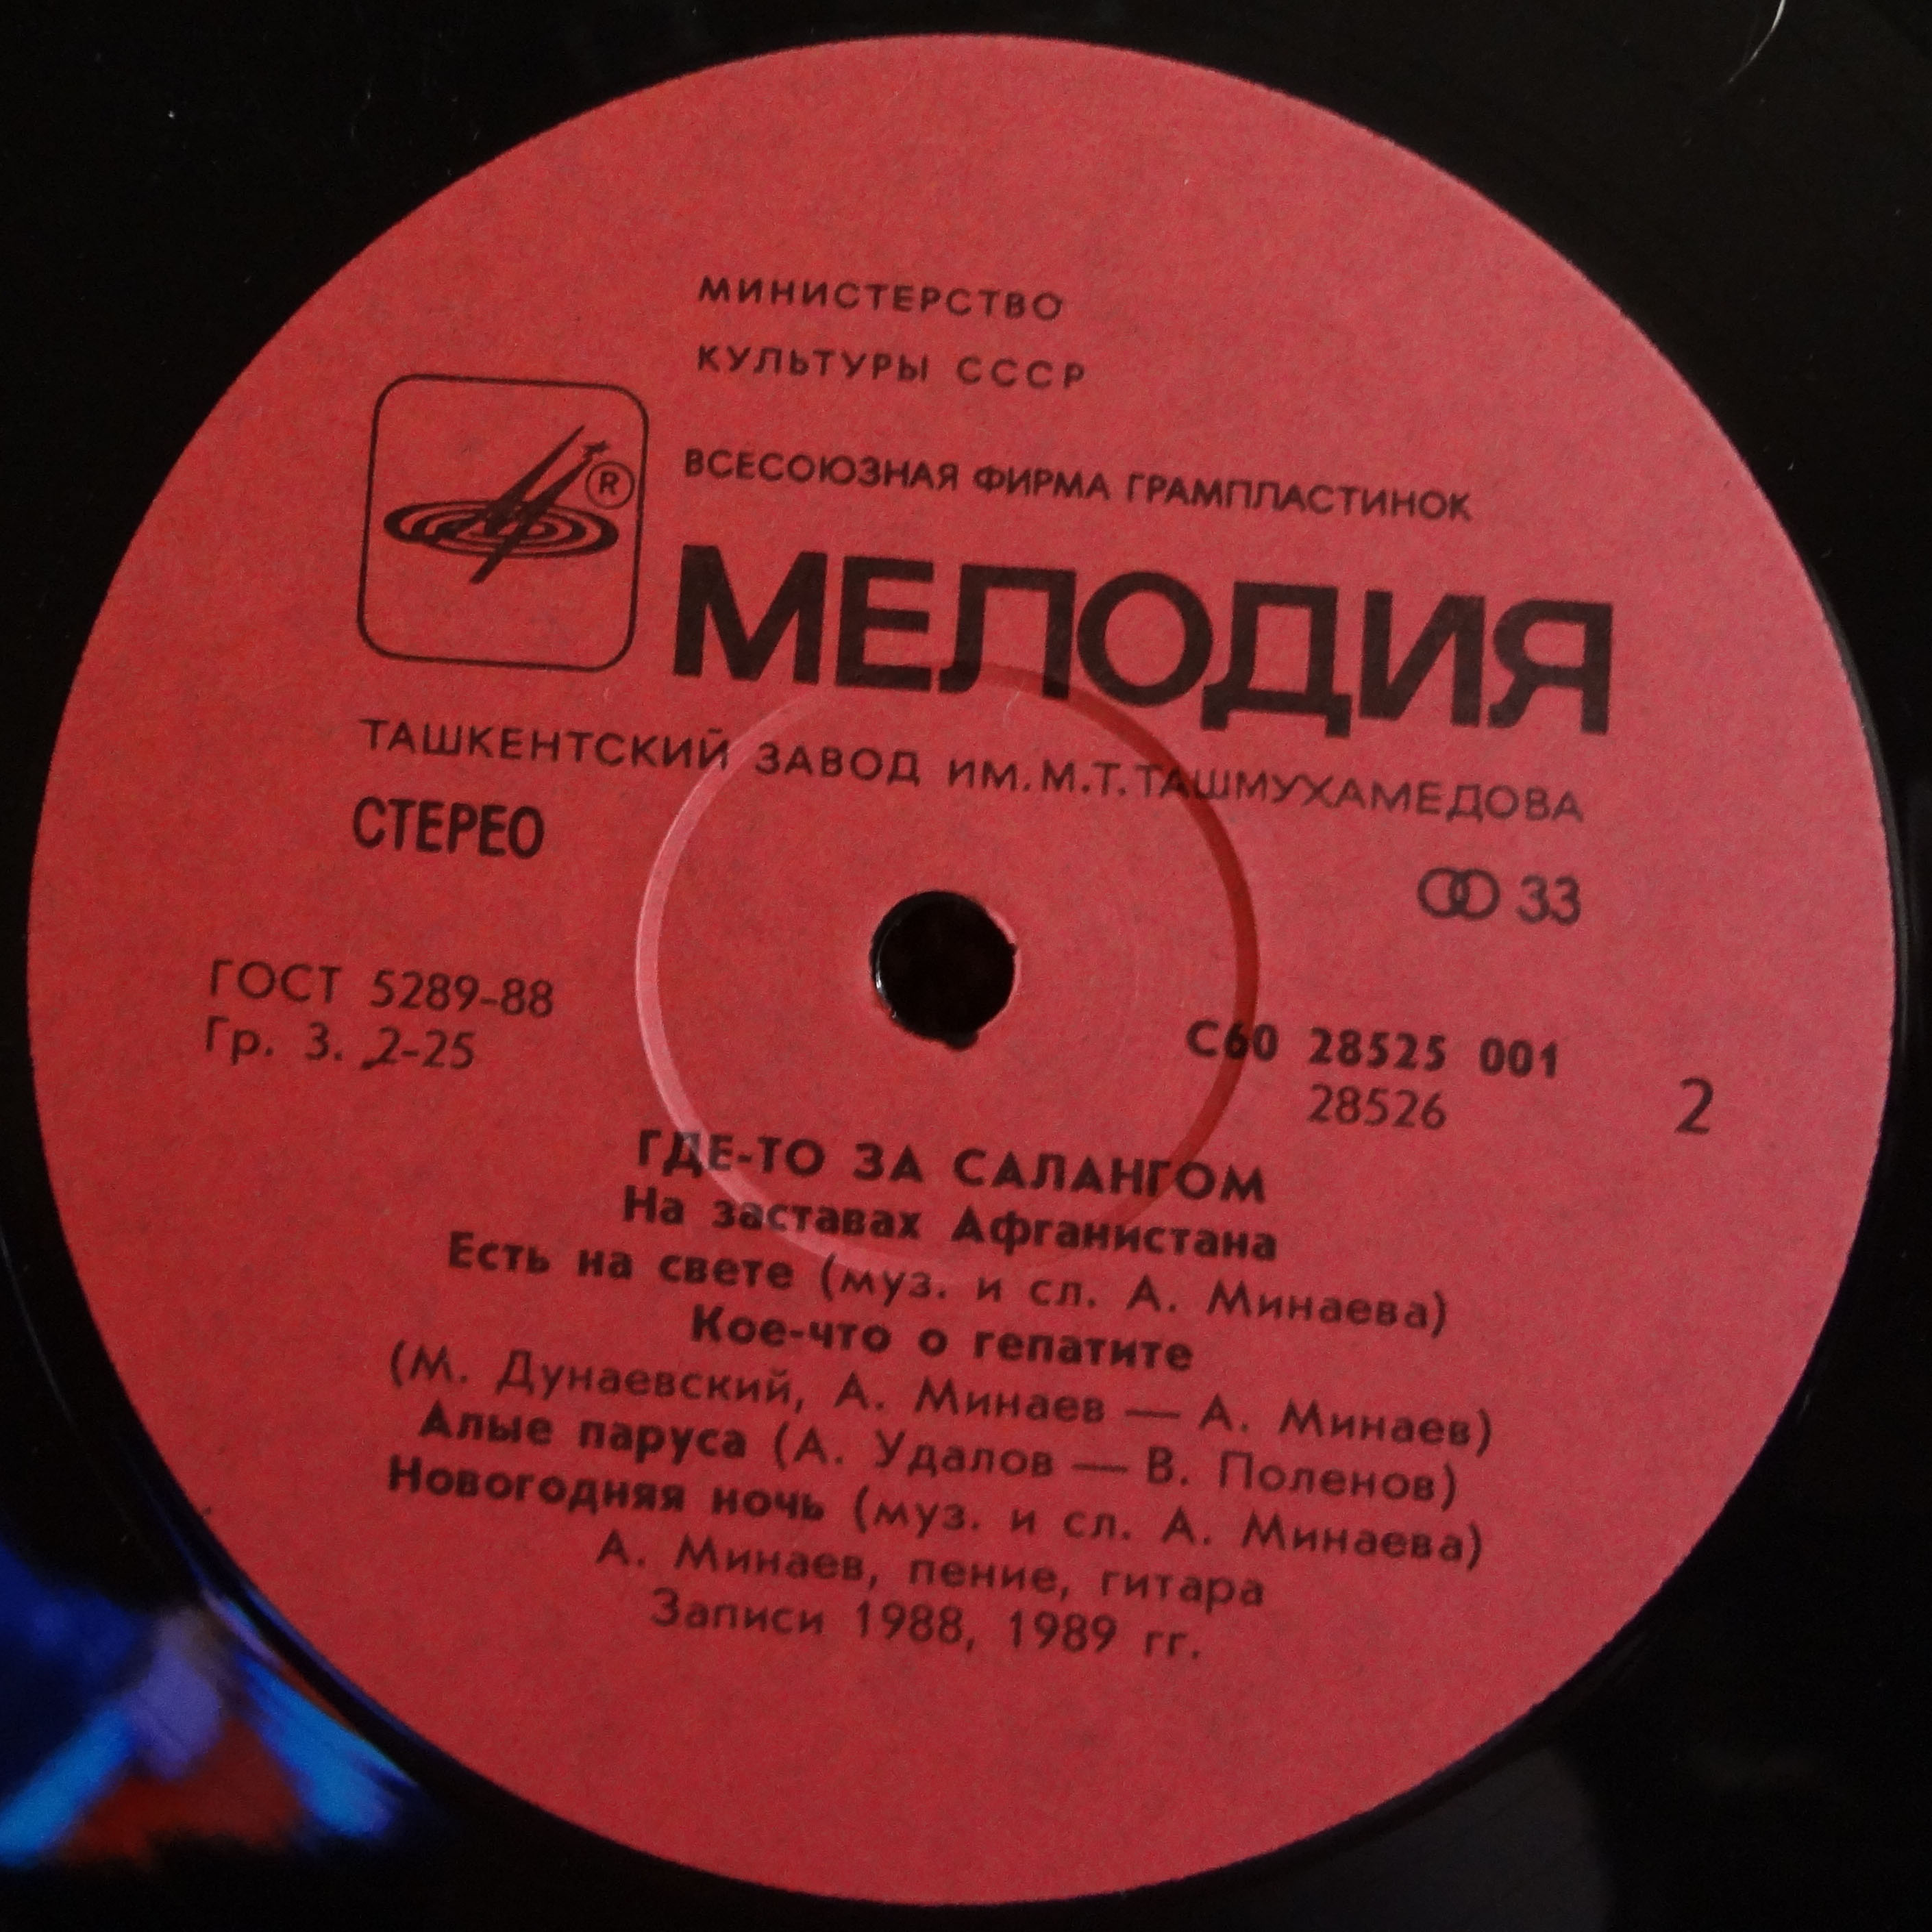 МИНИСТЕРСТВО
КУЛЬТУРЫ СССР
ВСЕСОЮЗНАЯ ФИРМА ГРАМПЛАСТИНОК
®
МЕЛОДИЯ
ТАШКЕНТСКИЙ ЗАВОД ИМ. М.Т. ТАШМУХАМЕДОВА
СТЕРЕО
33
ГОСТ 5289-88
Гр. 3. 2-25
С60 28525 001
28526
2
ГДЕ-ТО ЗА САЛАНГОМ
На заставах Афганистана
Есть на свете (муз. и сл. А. Минаева)
Кое-что о гепатите
(М. Дунаевский, А. Минаев — А. Минаев)
Алые паруса (А. Удалов — В. Поленов)
Новогодняя ночь (муз. и сл. А. Минаева)
А. Минаев, пение, гитара
Записи 1988, 1989 гг.